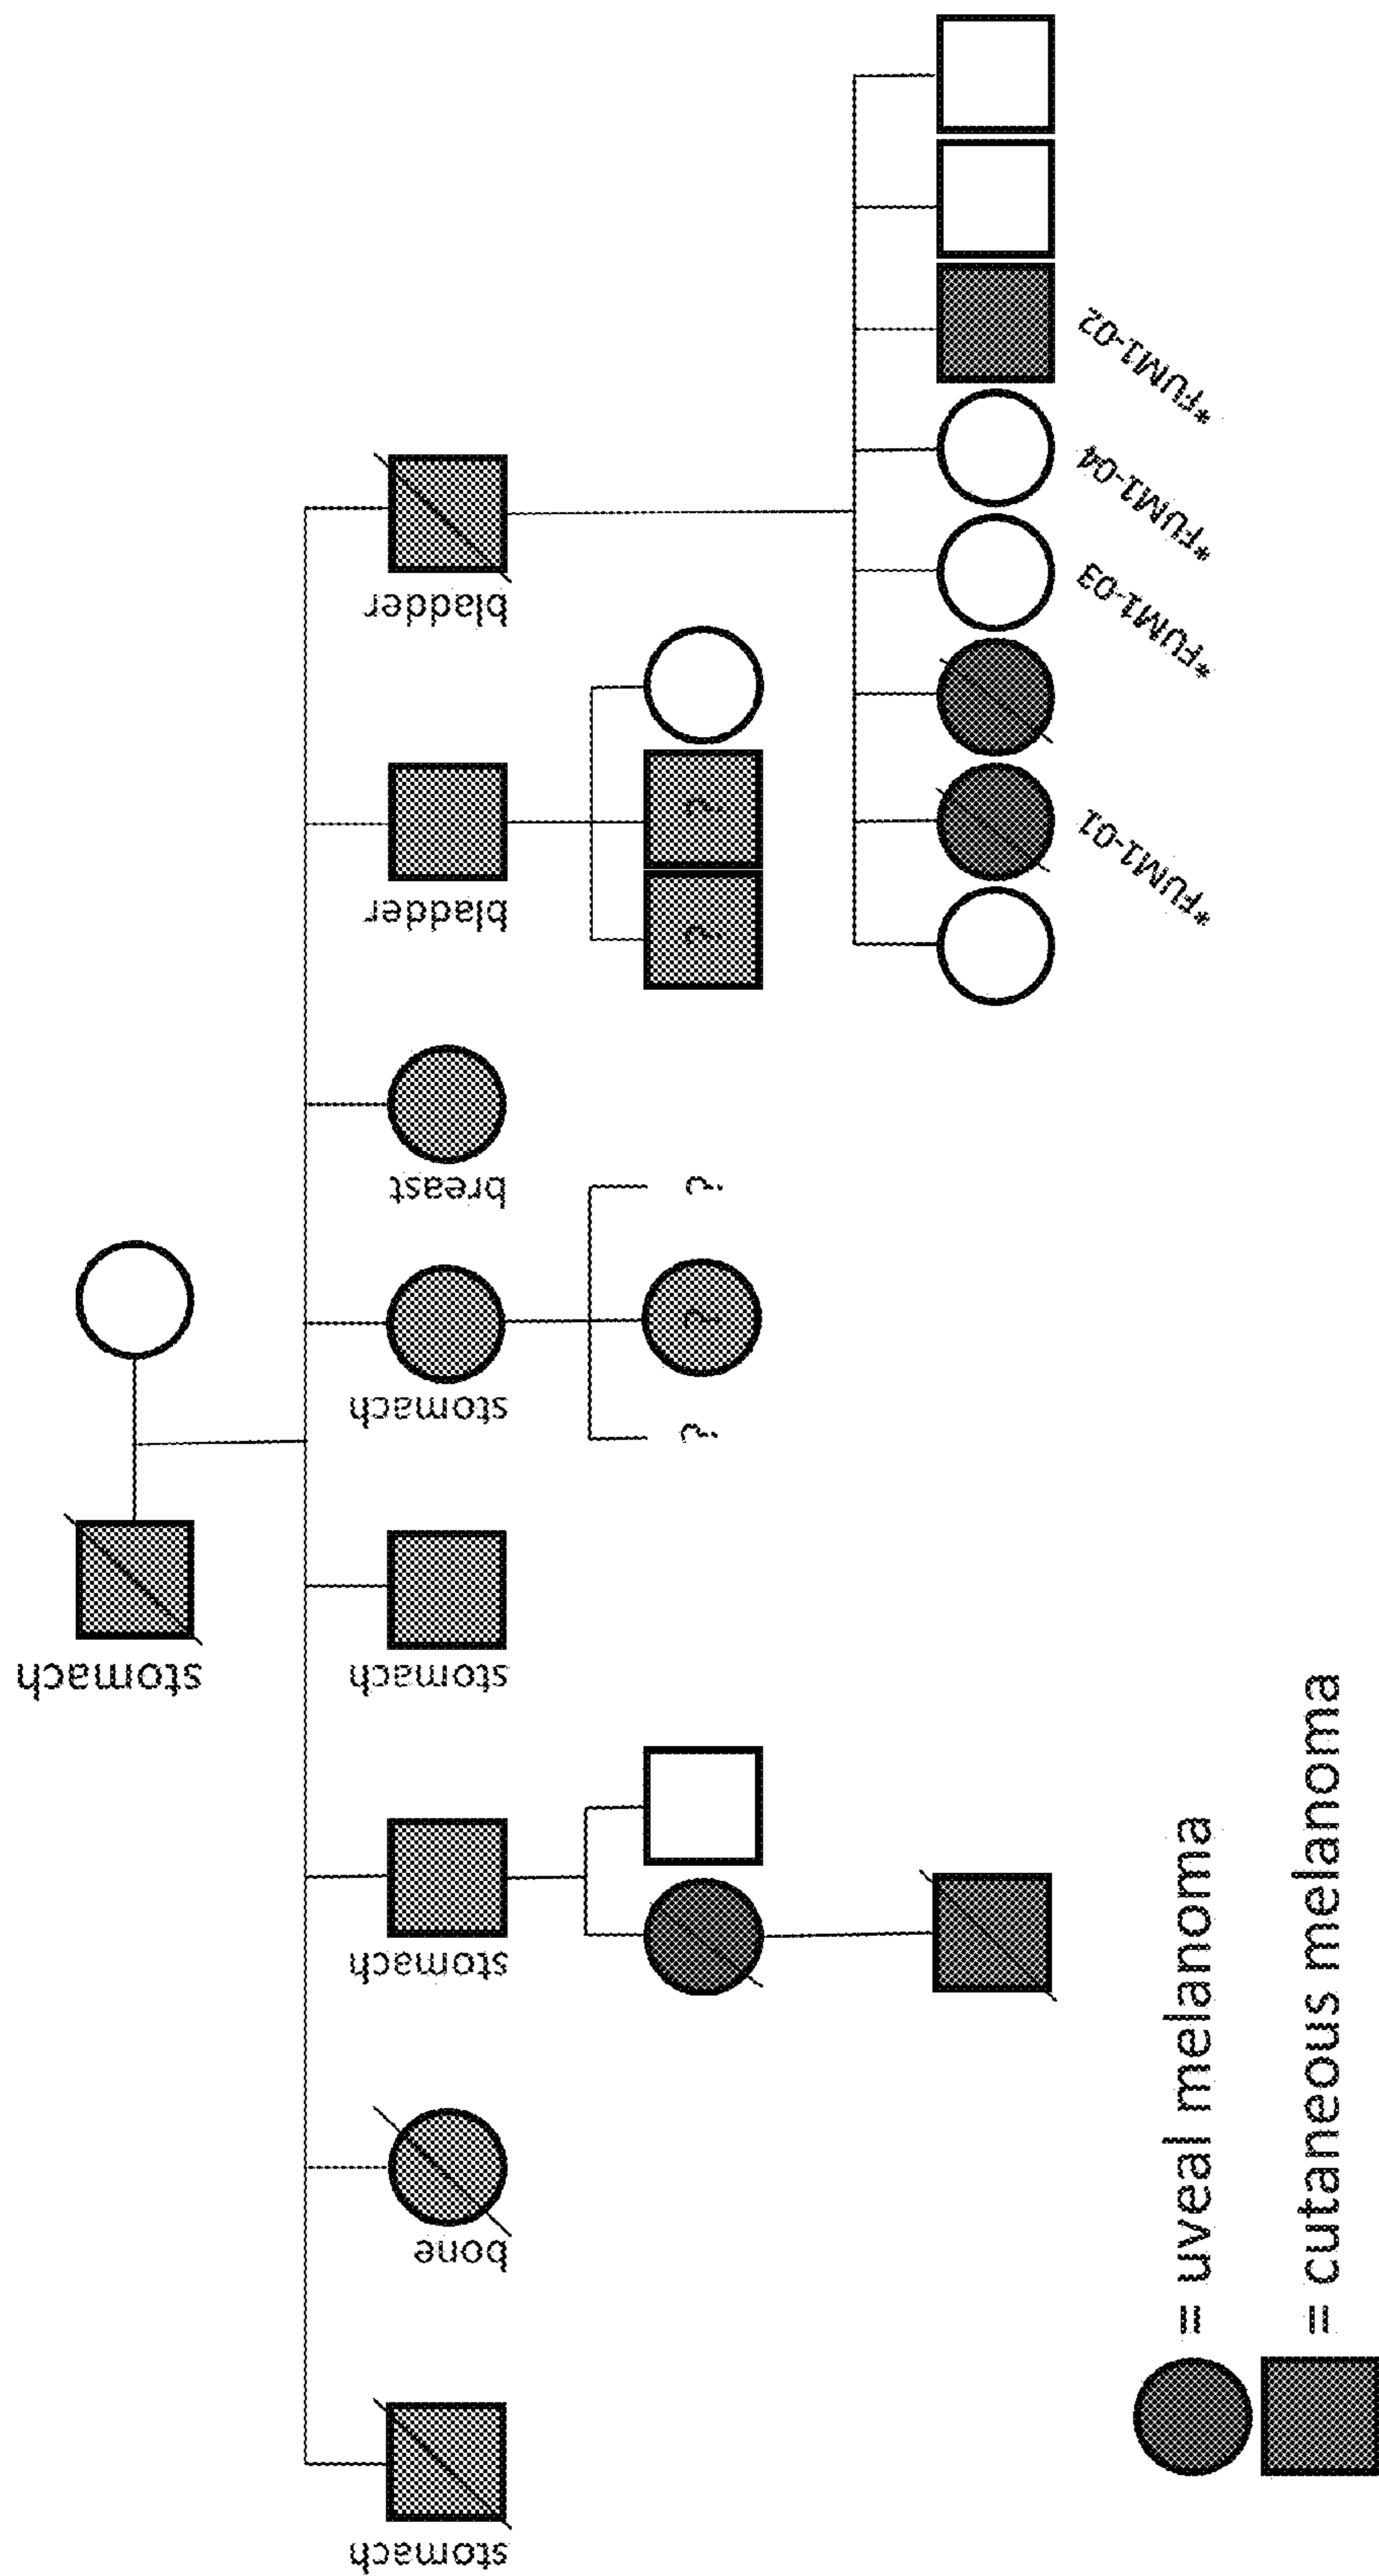 stomach
stomach
bone
stomach
stomach
stomach
breast
bladder
bladder
?
?
?
?
?
*FUM1-01
*FUM1-03
*FUM1-04
*FUM1-02
= uveal melanoma
= cutaneous melanoma